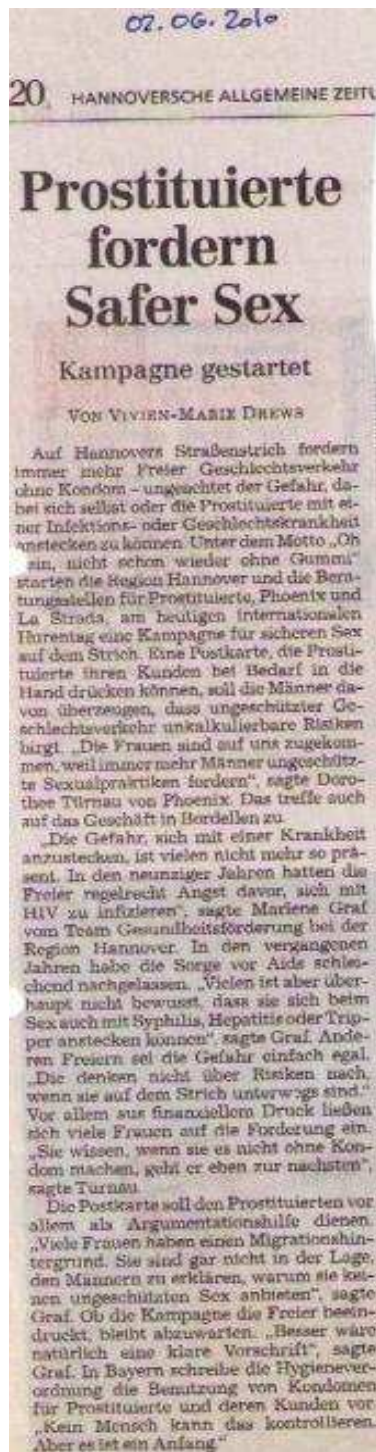 02.06.2010
20 HANNOVERSCHE ALLGEMEINE ZEITU
Prostituierte
fordern
Safer Sex
Kampagne gestartet
VON VIVIEN-MARIE DREWS
Auf Hannovers Straßenstrich fordern
immer mehr Freier Geschlechtsverkehr
ohne Kondom – ungeachtet der Gefahr, da-
bei sich selbst oder die Prostituierte mit ei-
ner Infektions- oder Geschlechtskrankheit
anstecken zu können. Unter dem Motto „Oh
ein, nicht schon wieder ohne Gummi“
starten die Region Hannover und die Bera-
tungsstellen für Prostituierte, Phoenix und
La Strada, am heutigen internationalen
Hurentag eine Kampagne für sicheren Sex
auf dem Strich. Eine Postkarte, die Prosti-
tuierte ihren Kunden bei Bedarf in die
Hand drücken können, soll die Männer da-
von überzeugen, dass ungeschützter Ge-
schlechtsverkehr unkalkulierbare Risiken
birgt. „Die Frauen sind auf uns zugekom-
men, weil immer mehr Männer ungeschütz-
te Sexualpraktiken fordern“, sagte Doro-
thee Türnau von Phoenix. Das treffe auch
auf das Geschäft in Bordellen zu.
„Die Gefahr, sich mit einer Krankheit
anzustecken, ist vielen nicht mehr so prä-
sent. In den neunziger Jahren hatten die
Freier regelrecht Angst davor, sich mit
HIV zu infizieren“, sagte Marlene Graf
vom Team Gesundheitsförderung bei der
Region Hannover. In den vergangenen
Jahren habe die Sorge vor Aids schlei-
chend nachgelassen. „Vielen ist aber über-
haupt nicht bewusst, dass sie sich beim
Sex auch mit Syphilis, Hepatitis oder Trip-
per anstecken können“, sagte Graf. Ande-
ren Freiern sei die Gefahr einfach egal.
„Die denken nicht über Risiken nach,
wenn sie auf dem Strich unterwegs sind.“
Vor allem aus finanziellem Druck ließen
sich viele Frauen auf die Forderung ein.
„Sie wissen, wenn sie es nicht ohne Kon-
dom machen, geht er eben zur nächsten“,
sagte Turnau.
Die Postkarte soll den Prostituierten vor
allem als Argumentationshilfe dienen.
„Viele Frauen haben einen Migrationshin-
tergrund. Sie sind gar nicht in der Lage,
den Männern zu erklären, warum sie kei-
nen ungeschützten Sex anbieten“, sagte
Graf. Ob die Kampagne die Freier beein-
druckt, bleibt abzuwarten. „Besser wäre
natürlich eine klare Vorschrift“, sagte
Graf. In Bayern schreibe die Hygienever-
ordnung die Benutzung von Kondomen
für Prostituierte und deren Kunden vor.
„Kein Mensch kann das kontrollieren.
Aber es ist ein Anfang.“